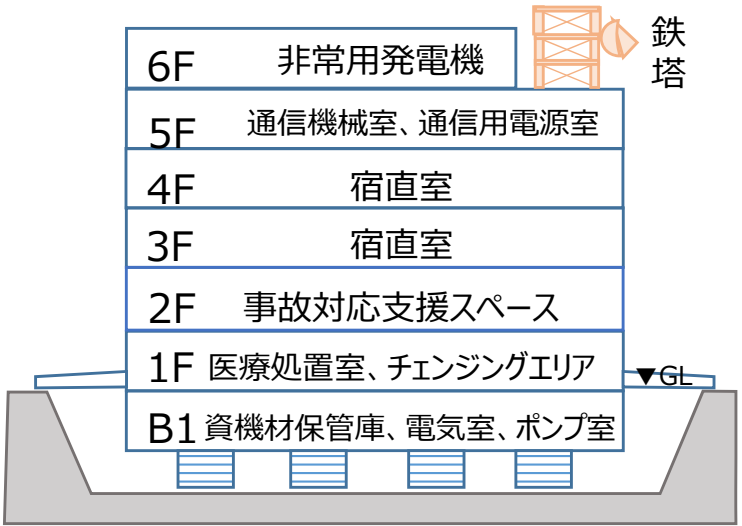 鉄
塔
6F 非常用発電機
5F 通信機械室、通信用電源室
4F 宿直室
3F 宿直室
2F 事故対応支援スペース
1F 医療処置室、チェンジングエリア
▼GL
B1 資機材保管庫、電気室、ポンプ室